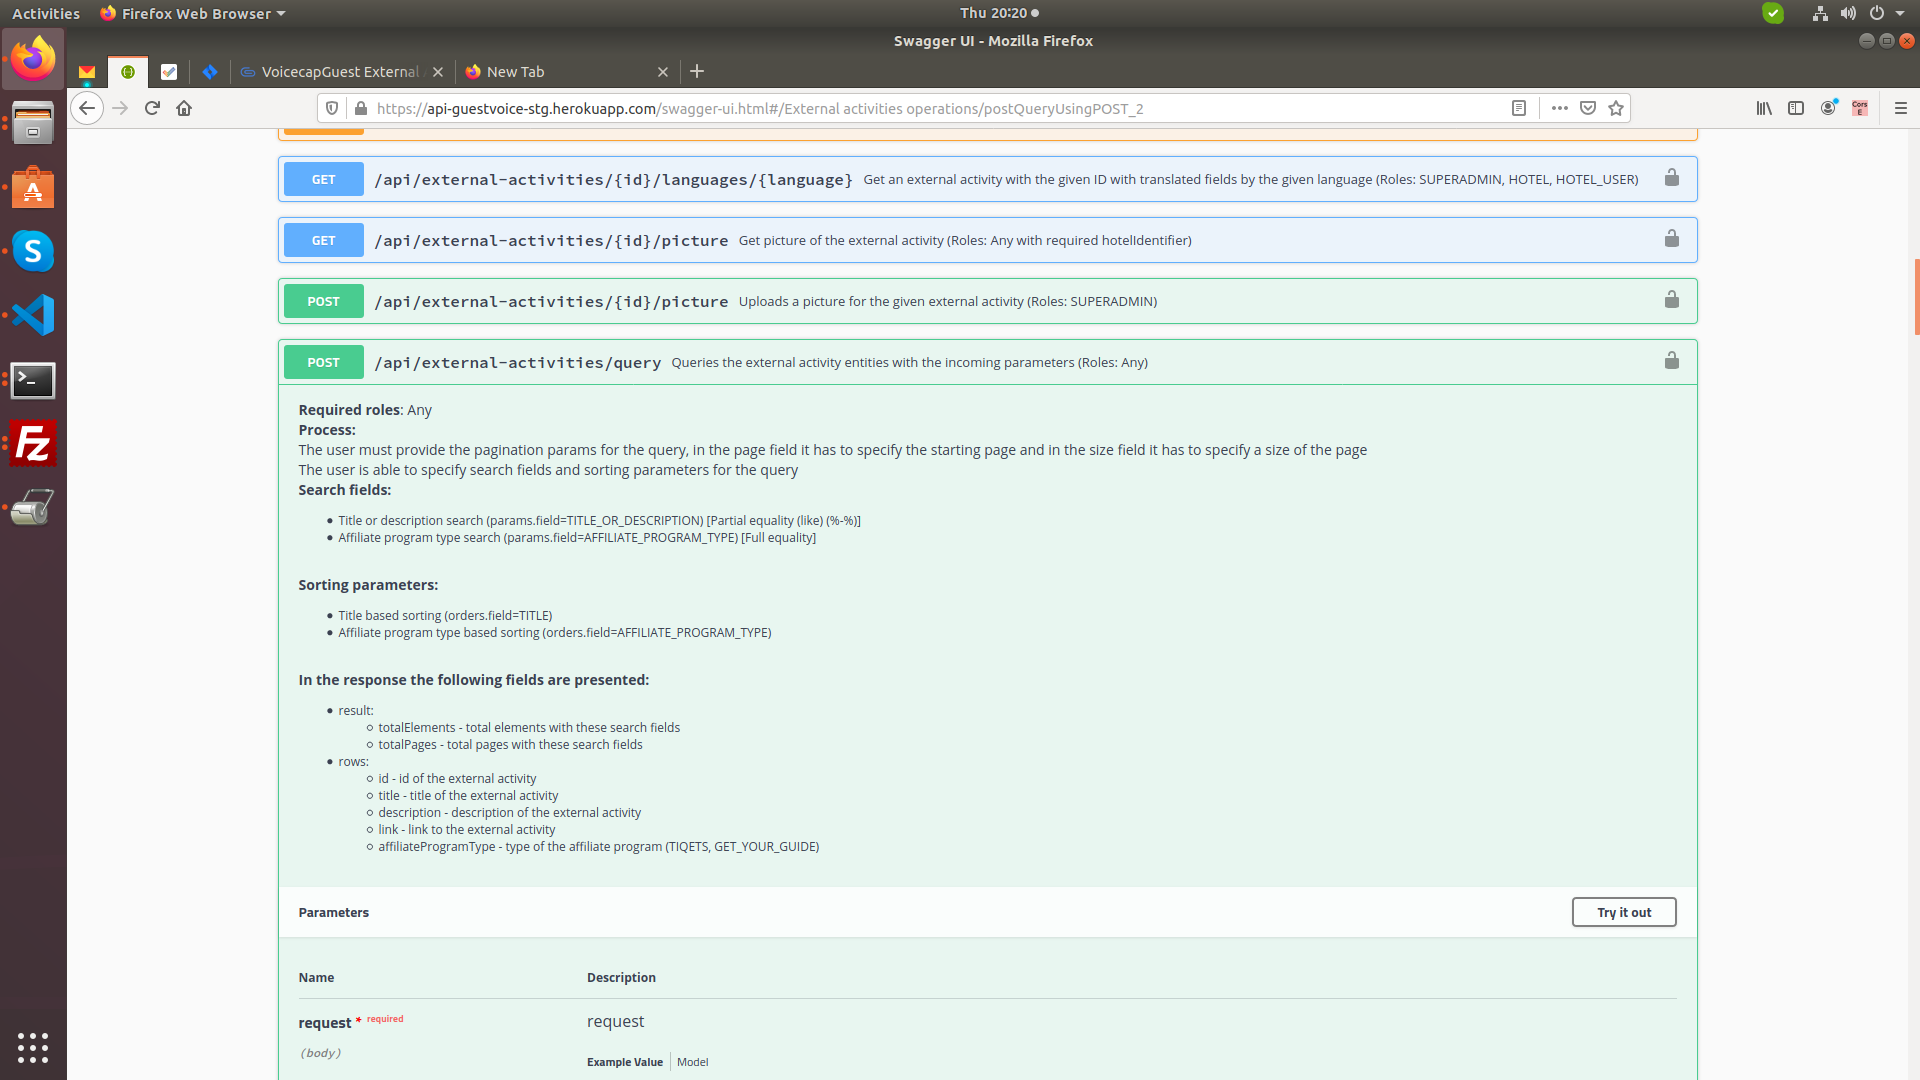 Activities Firefox Web Browser Thu 20:20
Swagger UI - Mozilla Firefox
VoicecapGuest External New Tab
https://api-guestvoice-stg.herokuapp.com/swagger-ui.html#/External activities operations/postQueryUsingPOST_2
GET /api/external-activities/{id}/languages/{language} Get an external activity with the given ID with translated fields by the given language (Roles: SUPERADMIN, HOTEL, HOTEL_USER)
GET /api/external-activities/{id}/picture Get picture of the external activity (Roles: Any with required hotelIdentifier)
POST /api/external-activities/{id}/picture Uploads a picture for the given external activity (Roles: SUPERADMIN)
POST /api/external-activities/query Queries the external activity entities with the incoming parameters (Roles: Any)
Required roles: Any
Process:
The user must provide the pagination params for the query, in the page field it has to specify the starting page and in the size field it has to specify a size of the page
The user is able to specify search fields and sorting parameters for the query
Search fields:
Title or description search (params.field=TITLE_OR_DESCRIPTION) [Partial equality (like) (%-%)]
Affiliate program type search (params.field=AFFILIATE_PROGRAM_TYPE) [Full equality]
Sorting parameters:
Title based sorting (orders.field=TITLE)
Affiliate program type based sorting (orders.field=AFFILIATE_PROGRAM_TYPE)
In the response the following fields are presented:
result:
totalElements - total elements with these search fields
totalPages - total pages with these search fields
rows:
id - id of the external activity
title - title of the external activity
description - description of the external activity
link - link to the external activity
affiliateProgramType - type of the affiliate program (TIQETS, GET_YOUR_GUIDE)
Parameters Try it out
Name Description
request * required request
(body)
Example Value Model